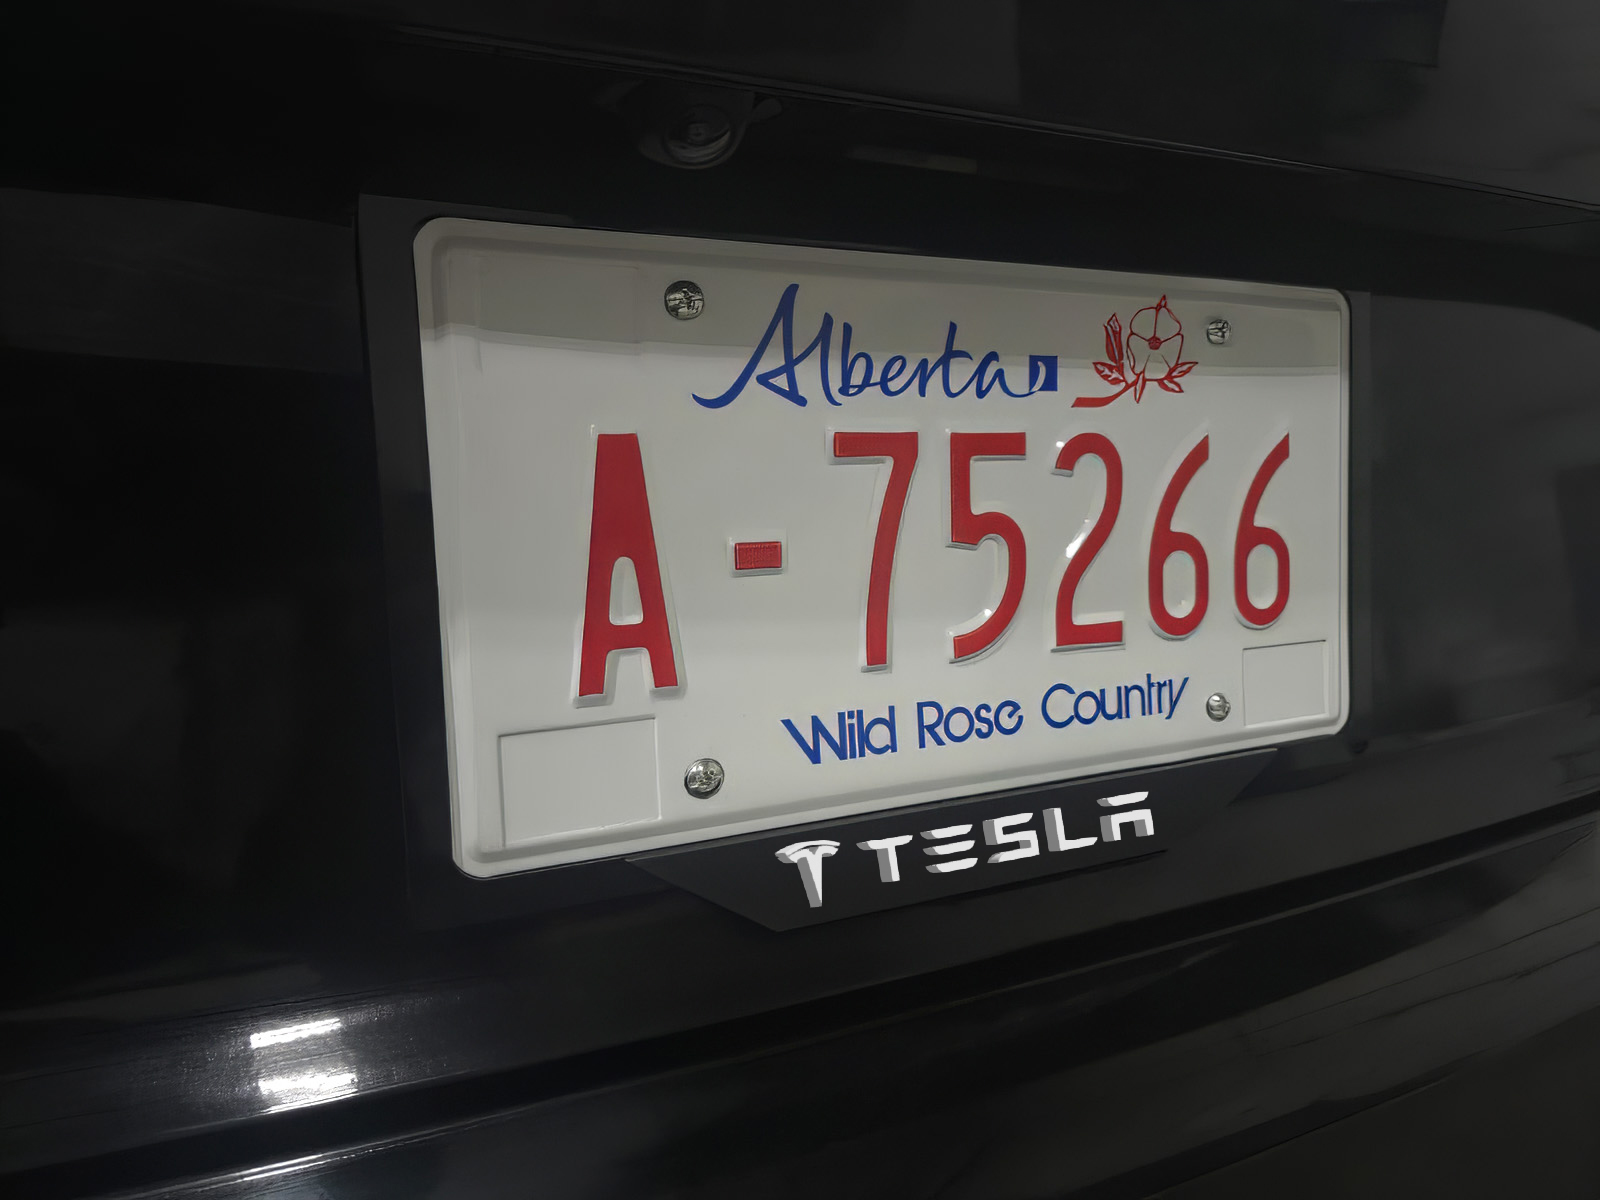 Alberta
A-75266
Wild Rose Country
TESLA